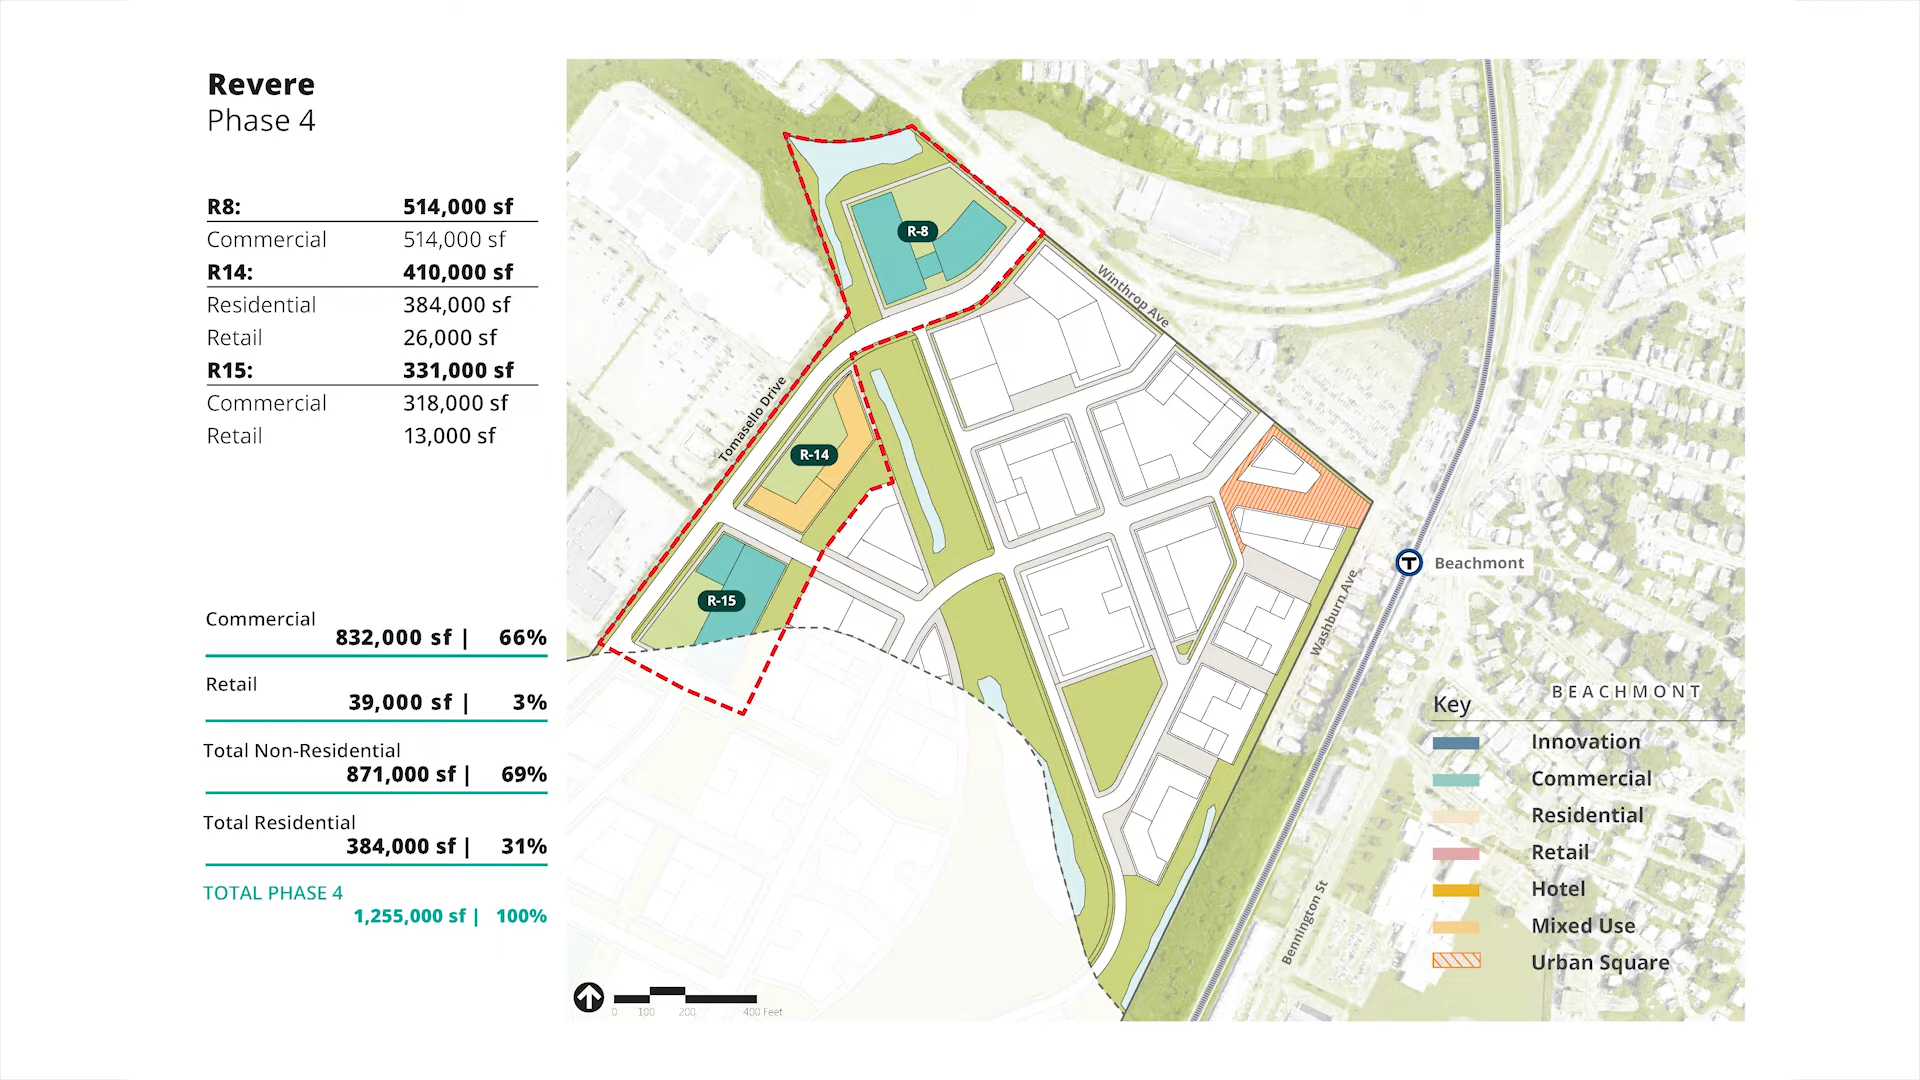 Revere
Phase 4
R8: 514,000 sf
Commercial 514,000 sf
R14: 410,000 sf
Residential 384,000 sf
Retail 26,000 sf
R15: 331,000 sf
Commercial 318,000 sf
Retail 13,000 sf
Commercial
832,000 sf | 66%
Retail
39,000 sf | 3%
Total Non-Residential
871,000 sf | 69%
Total Residential
384,000 sf | 31%
TOTAL PHASE 4
1,255,000 sf | 100%
R-8
Winthrop Ave
Tomasello Drive
R-14
R-15
T
Beachmont
Washburn Ave
BEACHMONT
Bennington St
Key
Innovation
Commercial
Residential
Retail
Hotel
Mixed Use
Urban Square
0 100 200 400 Feet